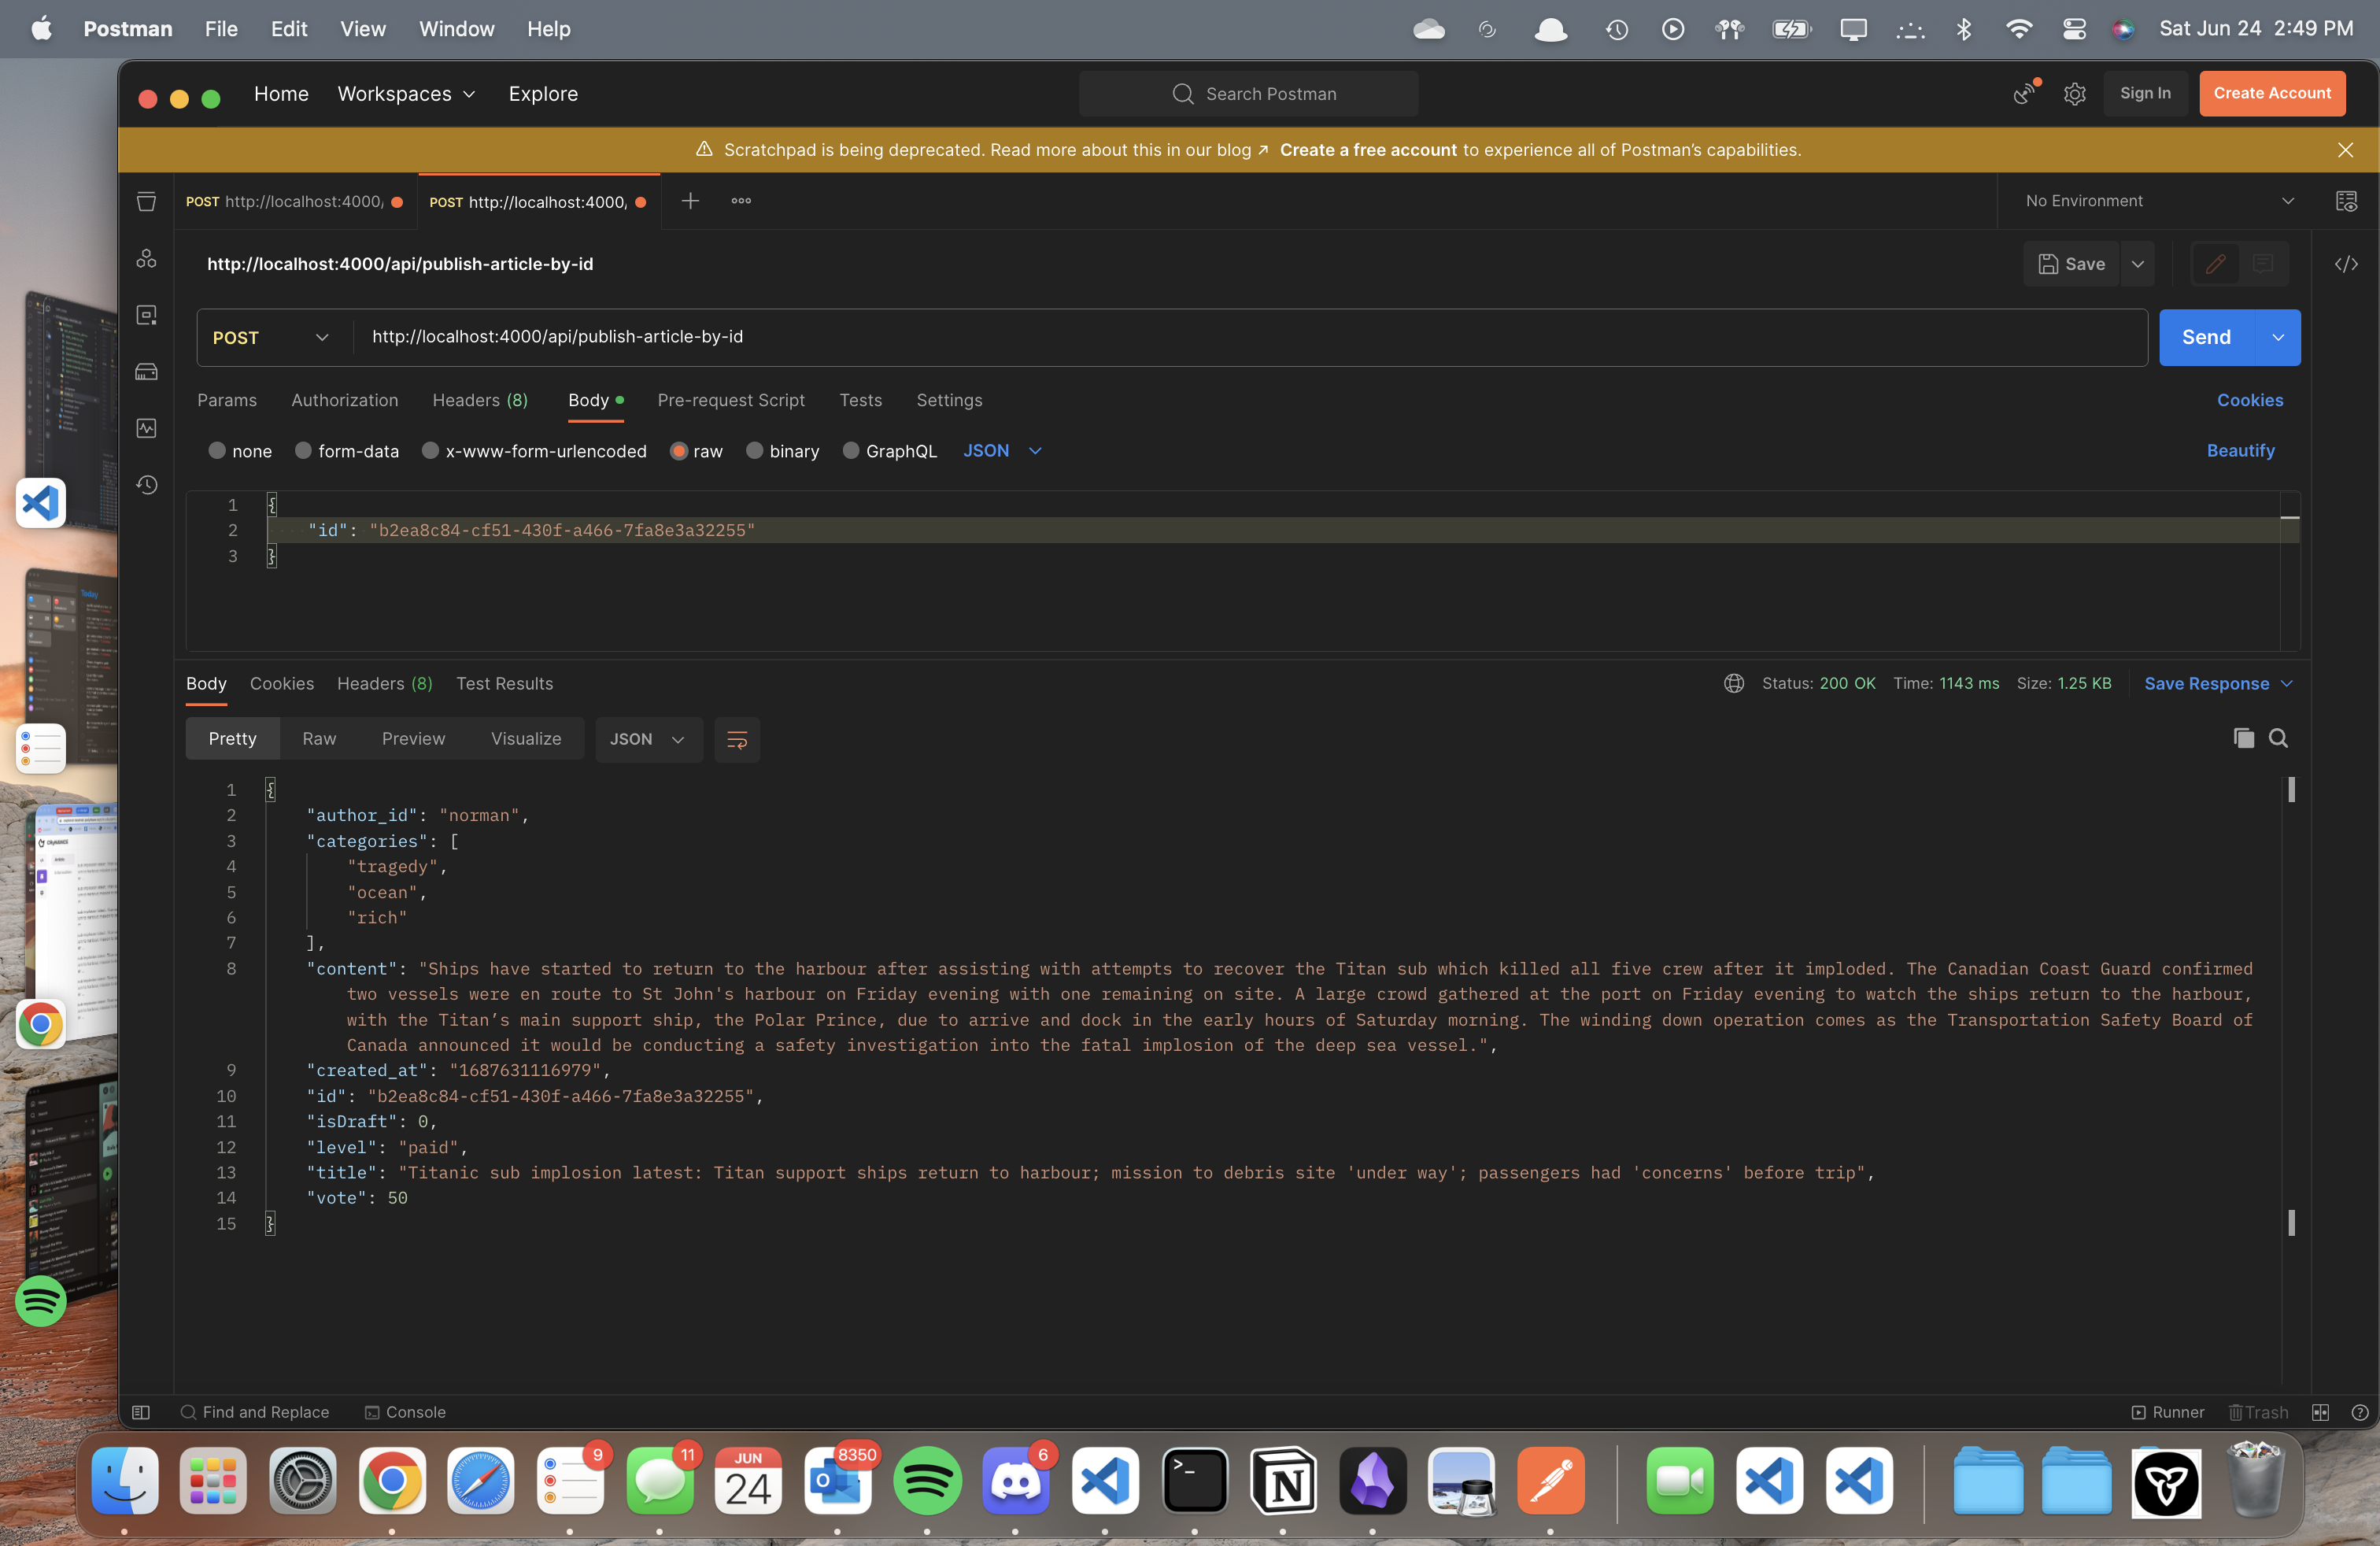 Postman File Edit View Window Help Sat Jun 24 2:49 PM
Home Workspaces Explore Search Postman Sign In Create Account
Scratchpad is being deprecated. Read more about this in our blog ↗ Create a free account to experience all of Postman’s capabilities.
POST http://localhost:4000, POST http://localhost:4000, No Environment
http://localhost:4000/api/publish-article-by-id Save
POST http://localhost:4000/api/publish-article-by-id Send
Params Authorization Headers (8) Body Pre-request Script Tests Settings Cookies
none form-data x-www-form-urlencoded raw binary GraphQL JSON Beautify
1 {
2 "id": "b2ea8c84-cf51-430f-a466-7fa8e3a32255"
3 }
Today
Body Cookies Headers (8) Test Results Status: 200 OK Time: 1143 ms Size: 1.25 KB Save Response
Pretty Raw Preview Visualize JSON
1 {
2 "author_id": "norman",
3 "categories": [
4 "tragedy",
5 "ocean",
6 "rich"
7 ],
8 "content": "Ships have started to return to the harbour after assisting with attempts to recover the Titan sub which killed all five crew after it imploded. The Canadian Coast Guard confirmed
two vessels were en route to St John's harbour on Friday evening with one remaining on site. A large crowd gathered at the port on Friday evening to watch the ships return to the harbour,
with the Titan’s main support ship, the Polar Prince, due to arrive and dock in the early hours of Saturday morning. The winding down operation comes as the Transportation Safety Board of
Canada announced it would be conducting a safety investigation into the fatal implosion of the deep sea vessel.",
9 "created_at": "1687631116979",
10 "id": "b2ea8c84-cf51-430f-a466-7fa8e3a32255",
11 "isDraft": 0,
12 "level": "paid",
13 "title": "Titanic sub implosion latest: Titan support ships return to harbour; mission to debris site 'under way'; passengers had 'concerns' before trip",
14 "vote": 50
15 }
Find and Replace Console Runner Trash
9 11 JUN 24 8350 6